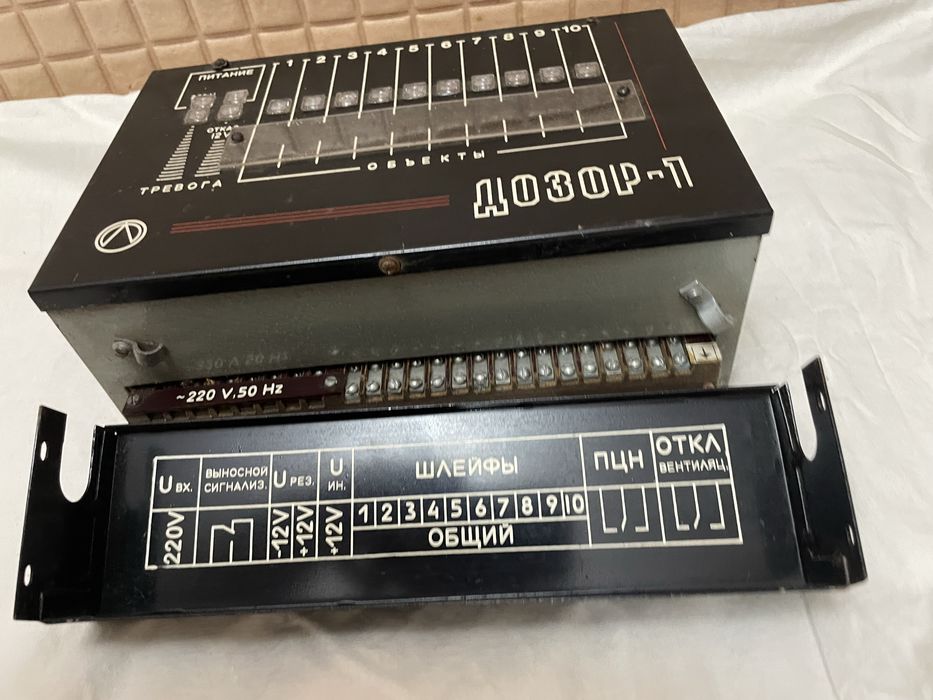 ПИТАНИЕ
1 2 3 4 5 6 7 8 9 10
ОТКЛ
12V
ТРЕВОГА
ОБЪЕКТЫ
ДОЗОР-1
~220 V,50 Hz
U ВХ.
ВЫНОСНОЙ
СИГНАЛИЗ.
U РЕЗ.
U ИН.
ШЛЕЙФЫ
ПЦН
ОТКЛ
ВЕНТИЛЯЦ.
220V
-12V
+12V
+12V
1 2 3 4 5 6 7 8 9 10
ОБЩИЙ